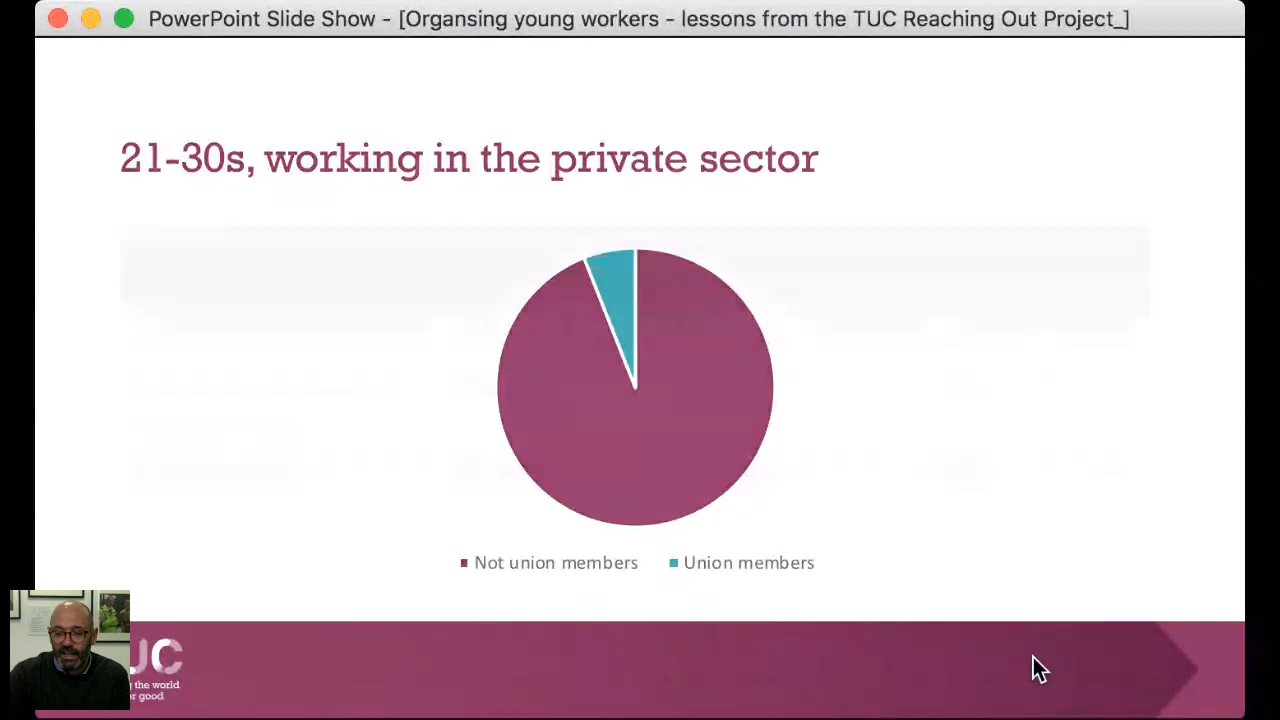 PowerPoint Slide Show - [Organsing young workers - lessons from the TUC Reaching Out Project_]
21-30s, working in the private sector
Not union members
Union members
UC
the world
good